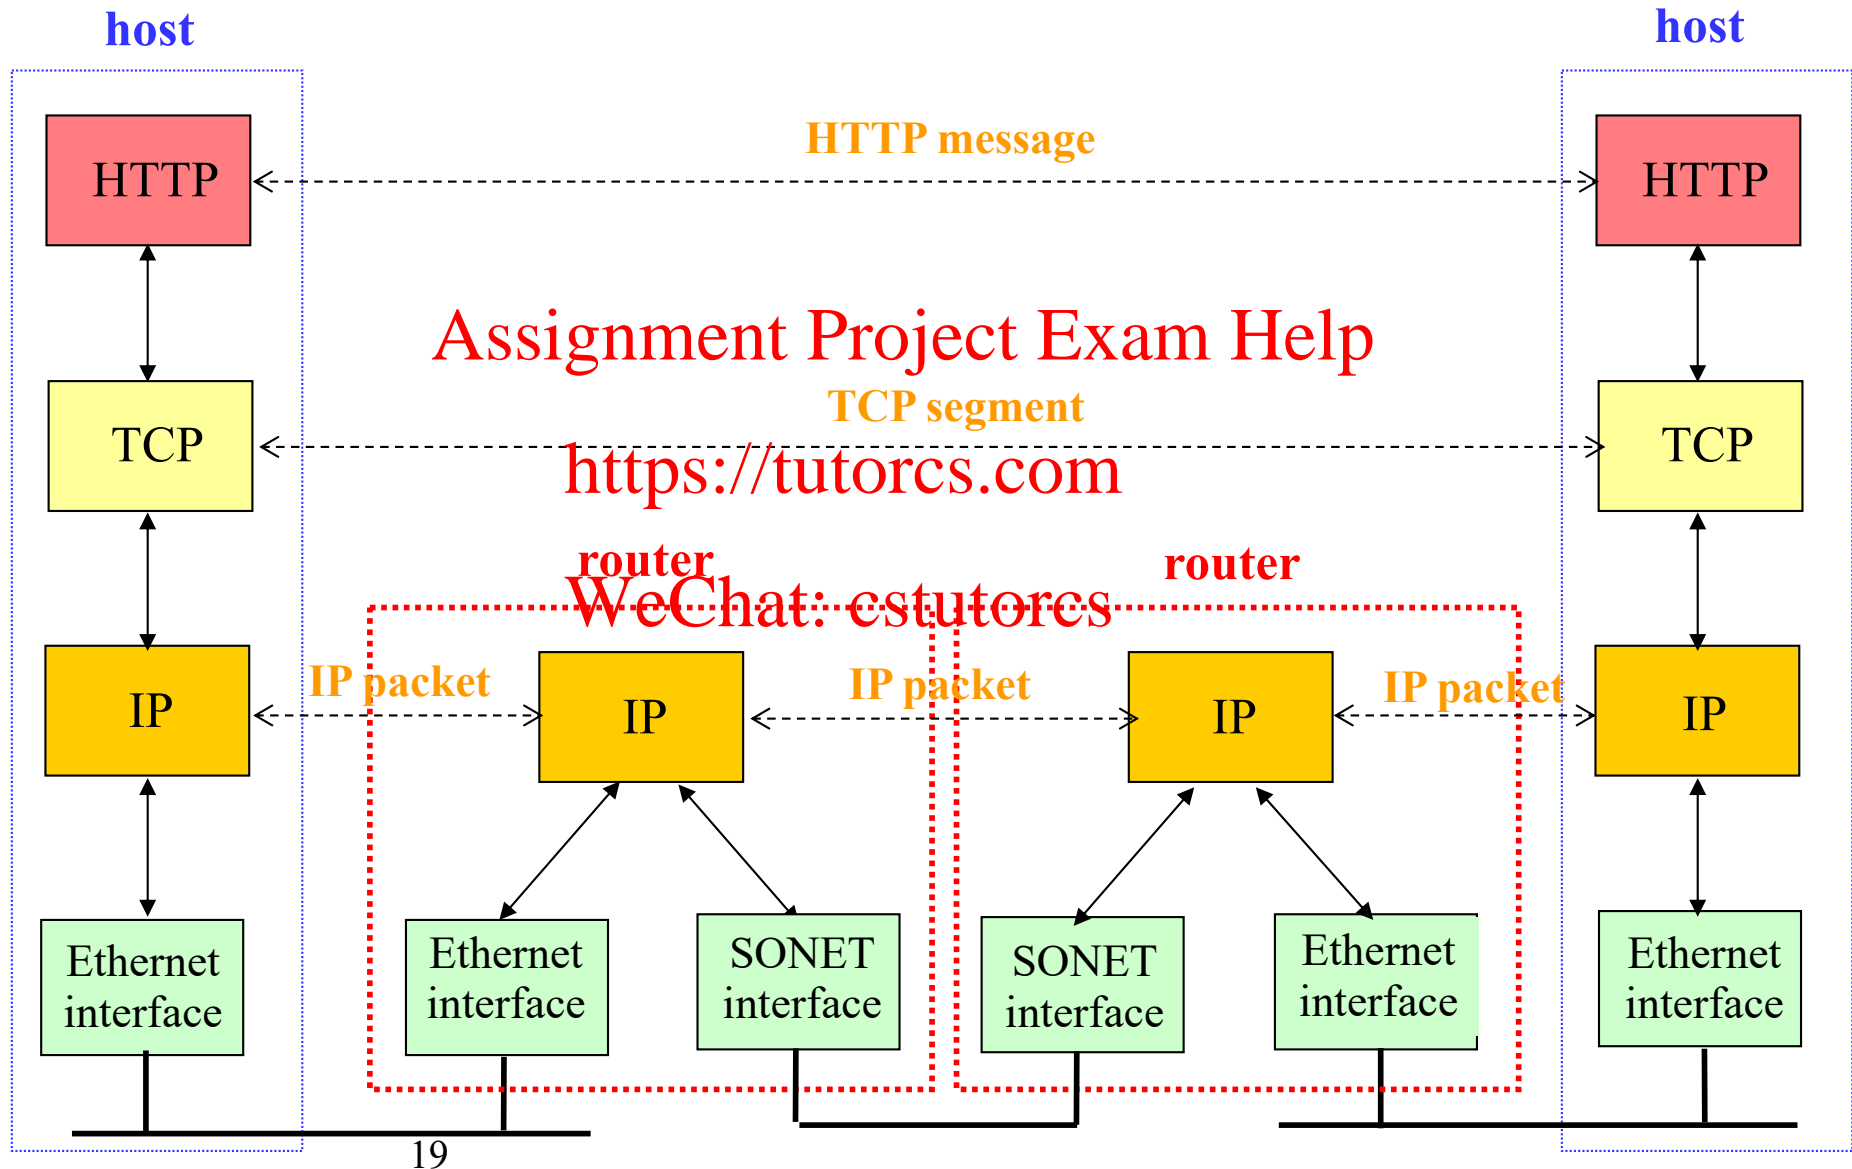 host
host
HTTP
HTTP message
HTTP
Assignment Project Exam Help
TCP
TCP segment
TCP
https://tutorcs.com
router
router
WeChat: cstutorcs
IP
IP packet
IP
IP packet
IP
IP packet
IP
Ethernet
interface
Ethernet
interface
SONET
interface
SONET
interface
Ethernet
interface
Ethernet
interface
19